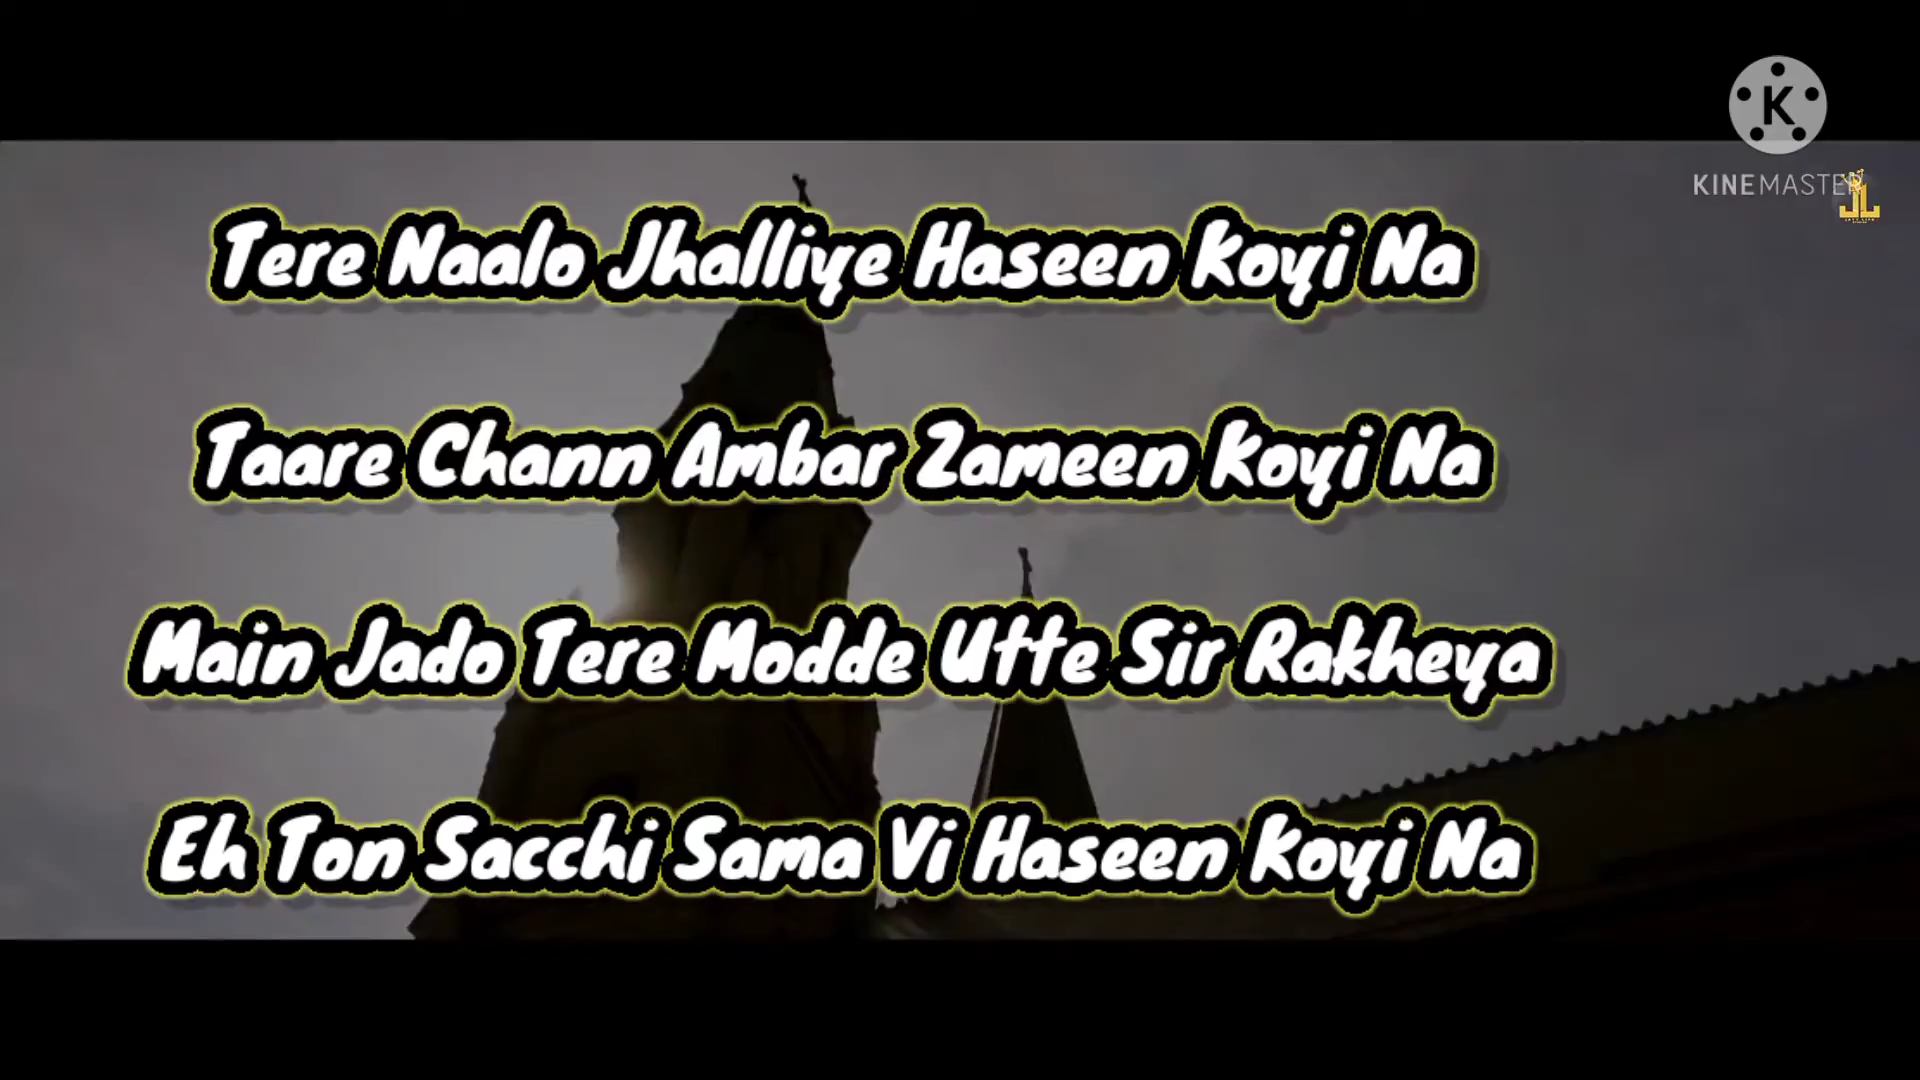 K
KINEMASTER
JL
Tere Naalo Jhalliye Haseen Koyi Na
Taare Chann Ambar Zameen Koyi Na
Main Jado Tere Modde Utte Sir Rakheya
Eh Ton Sacchi Sama Vi Haseen Koyi Na